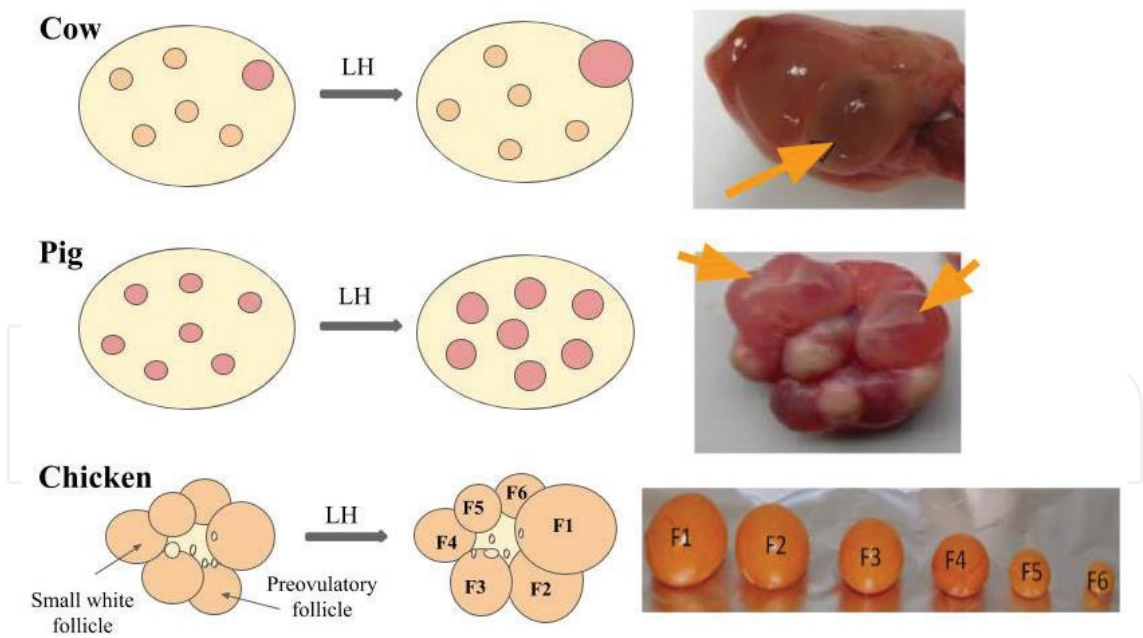 Cow
LH
Pig
LH
Chicken
LH
Small white
follicle
Preovulatory
follicle
F5
F6
F1
F4
F3
F2
F1
F2
F3
F4
F5
F6